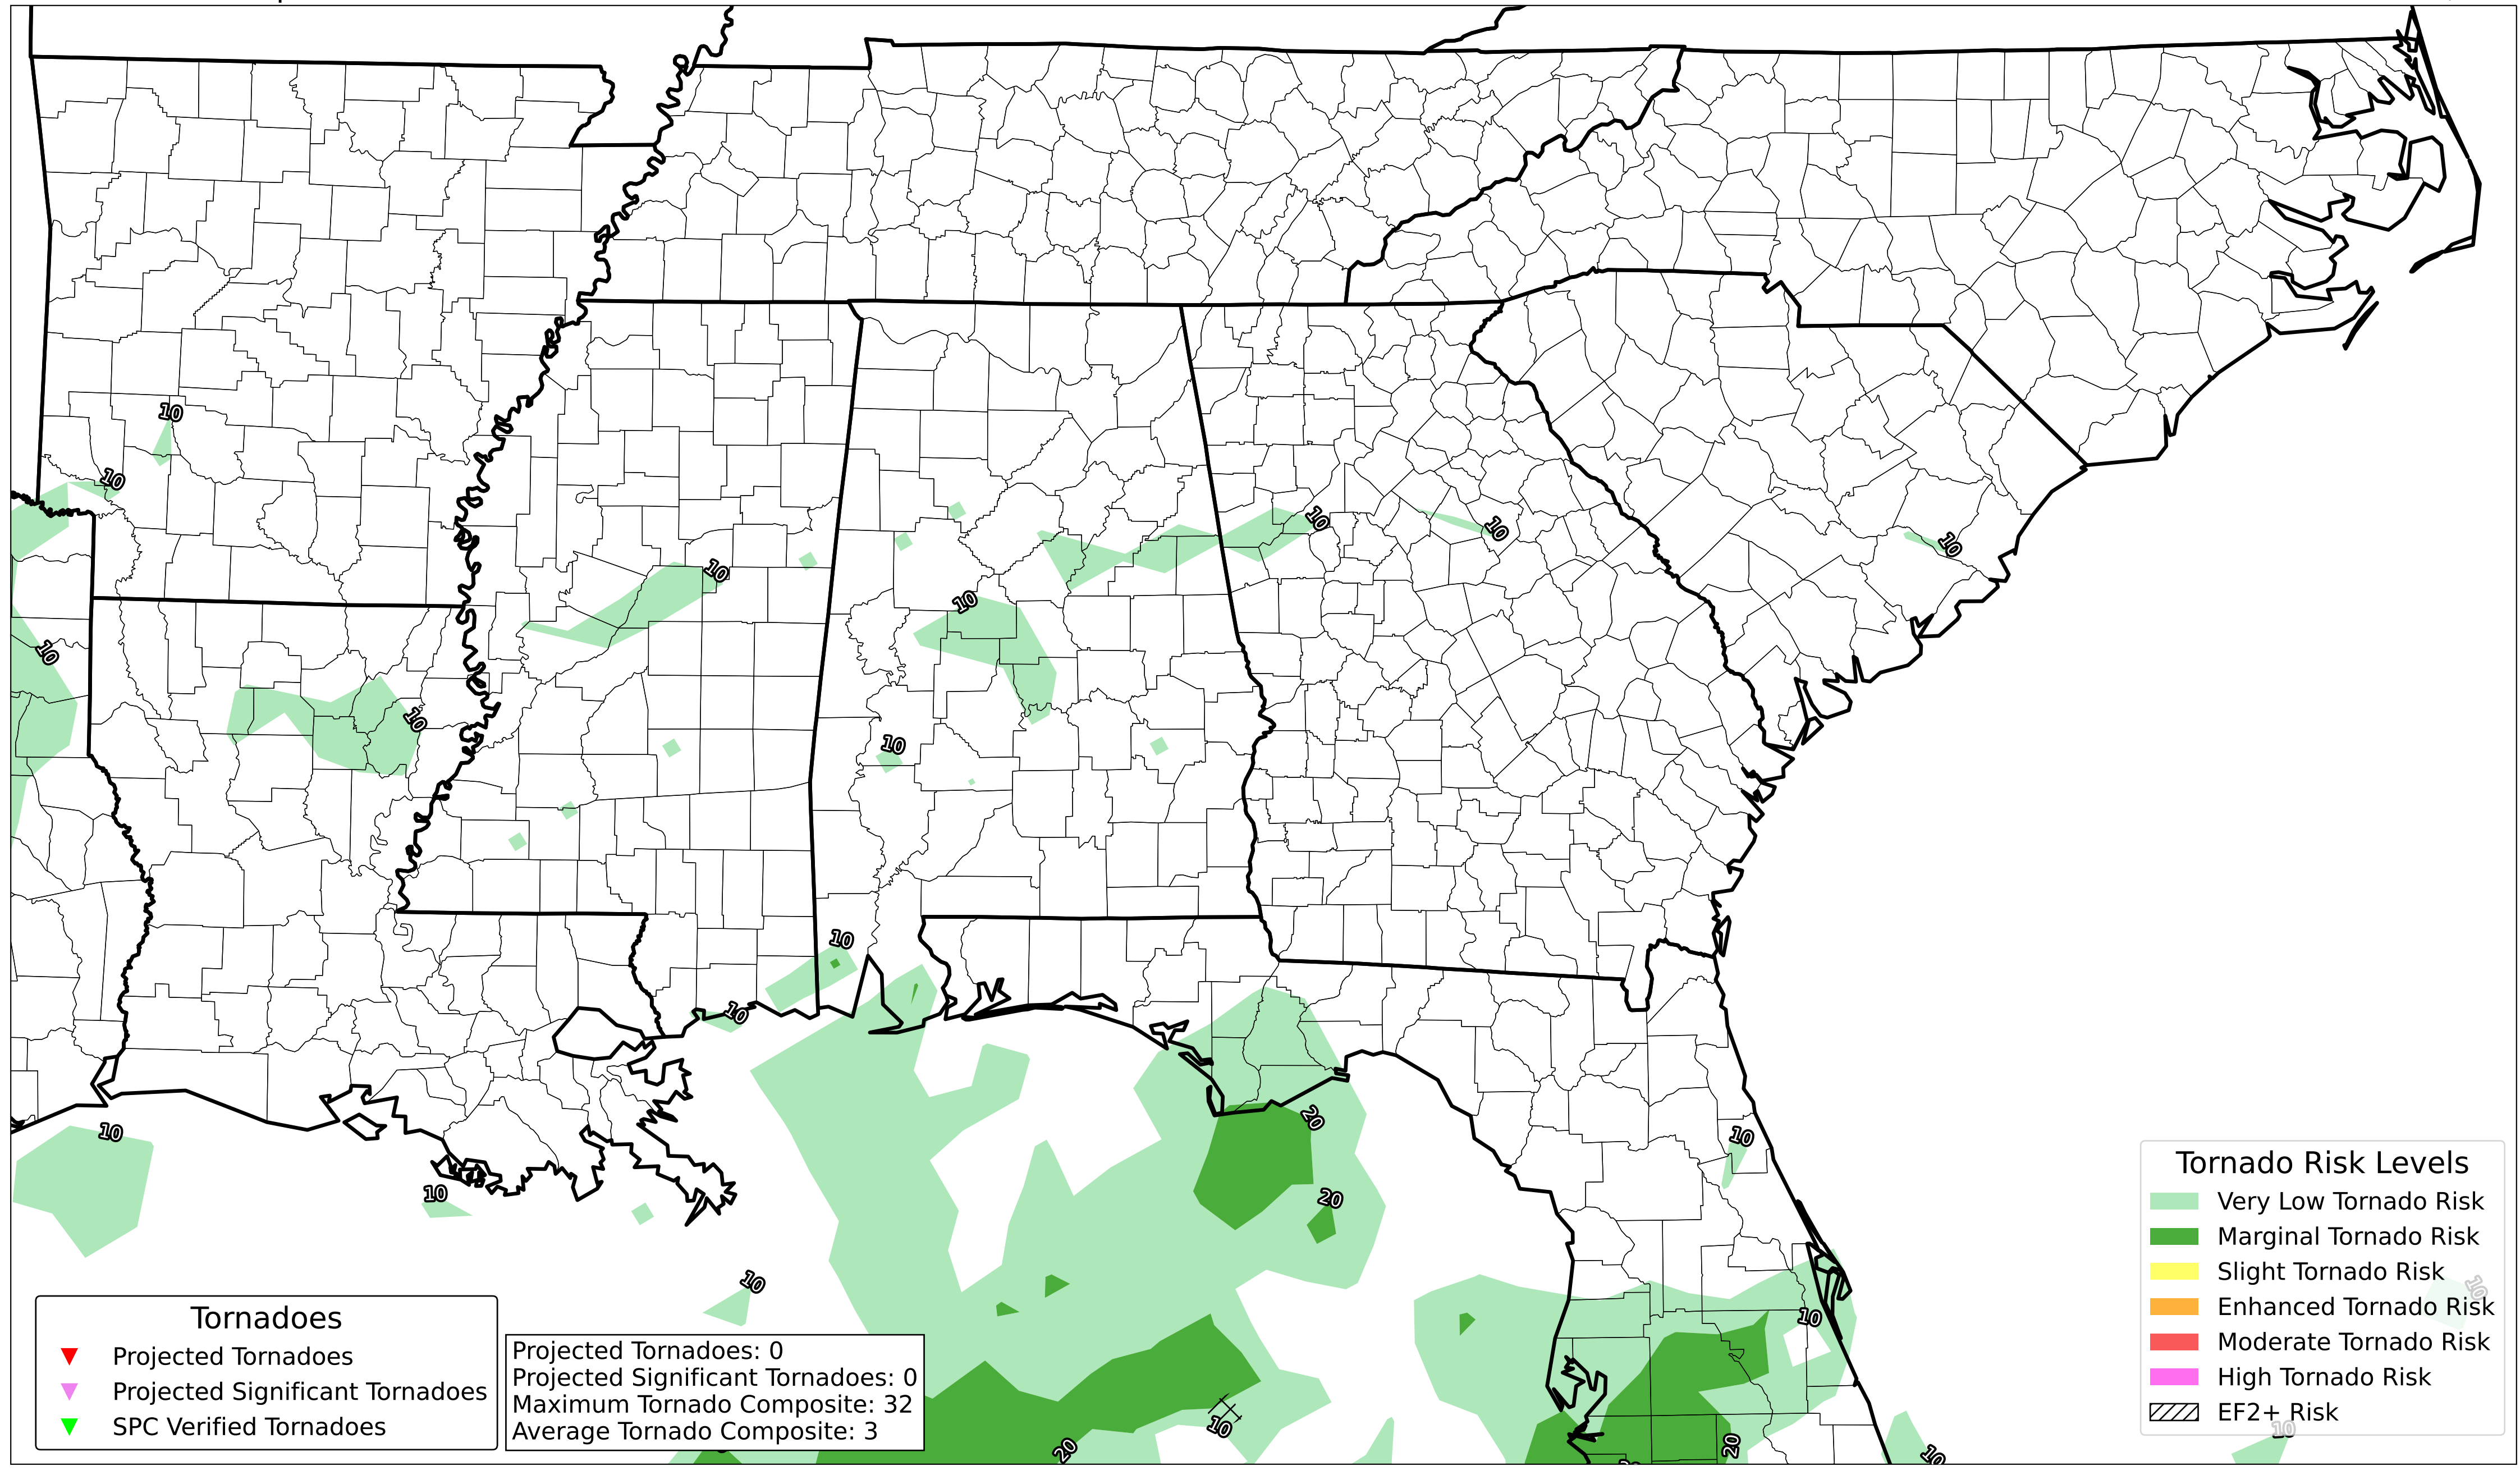 10
10
10
10
10
10
10
10
10
10
10
10
10
20
10
10
20
10
10
10
10
20
20
10
10
Tornadoes
Projected Tornadoes
Projected Significant Tornadoes
SPC Verified Tornadoes
Projected Tornadoes: 0
Projected Significant Tornadoes: 0
Maximum Tornado Composite: 32
Average Tornado Composite: 3
Tornado Risk Levels
Very Low Tornado Risk
Marginal Tornado Risk
Slight Tornado Risk
Enhanced Tornado Risk
Moderate Tornado Risk
High Tornado Risk
EF2+ Risk